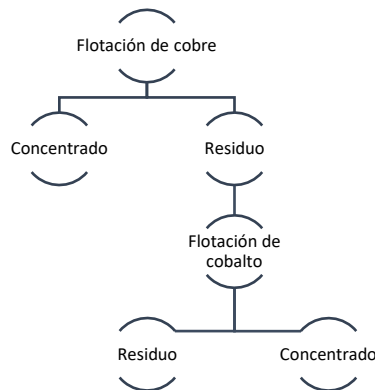 Flotación de cobre
Concentrado
Residuo
Flotación de
cobalto
Residuo
Concentrado